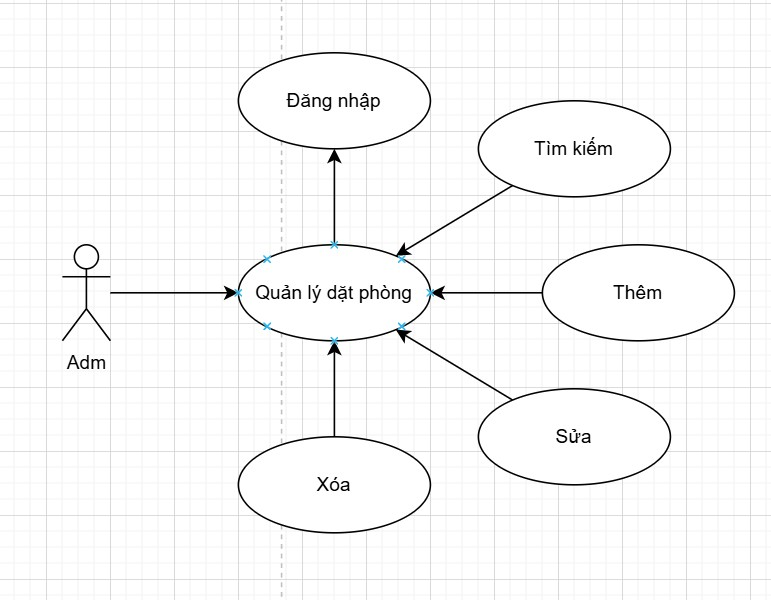 Đăng nhập
Tìm kiếm
Quản lý dặt phòng
Thêm
Adm
Sửa
Xóa